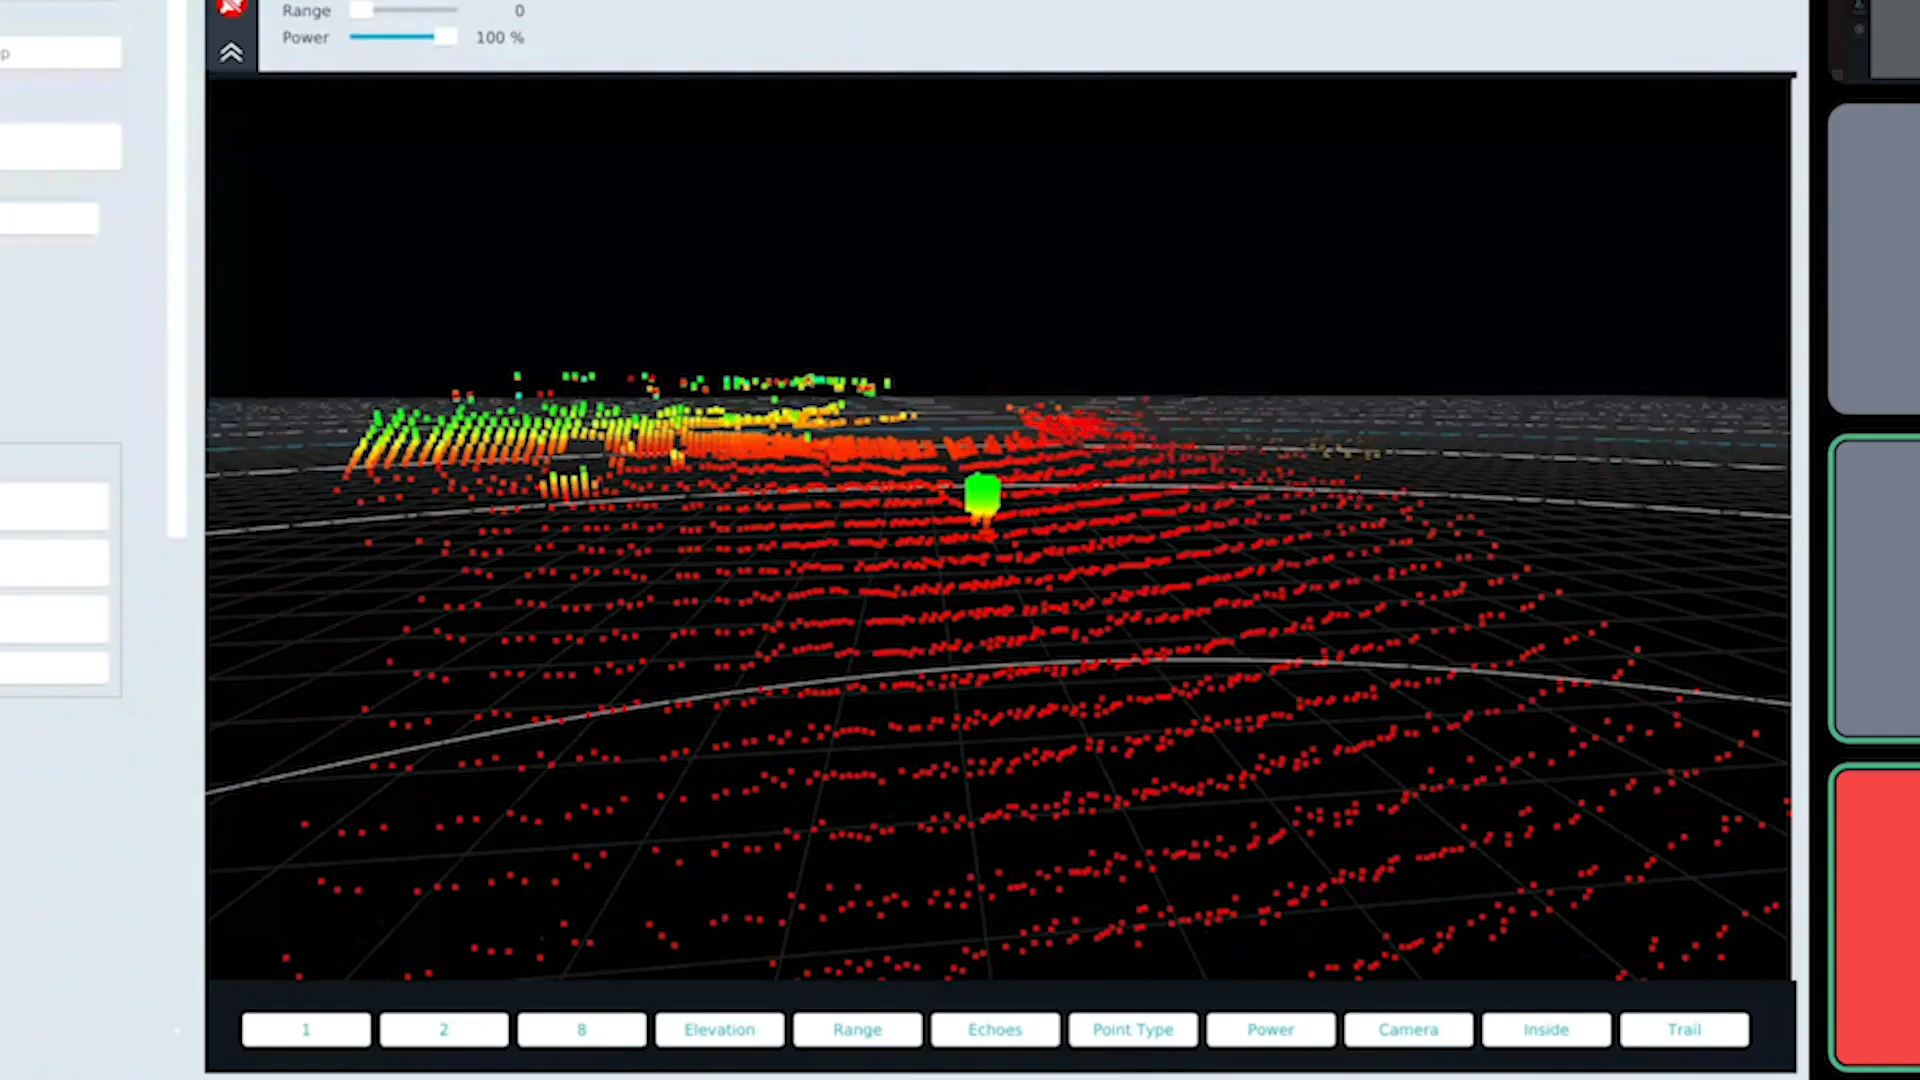 Range 0
Power 100 %
p
1 2 8 Elevation Range Echoes Point Type Power Camera Inside Trail